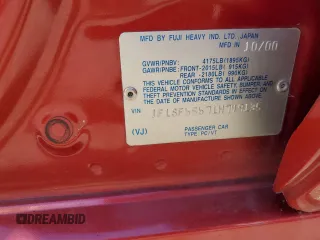 MFD BY FUJI HEAVY IND. LTD. JAPAN
MFD IN 10/00
GVWR/PNBV: 4175LB(1895KG)
GAWR/PNBE: FRONT-2015LB( 915KG)
REAR -2180LB( 990KG)
THIS VEHICLE CONFORMS TO ALL APPLICABLE
FEDERAL MOTOR VEHICLE SAFETY, BUMPER, AND
THEFT PREVENTION STANDARDS IN EFFECT ON THE
DATE OF MANUFACTURE SHOWN ABOVE.
VIN
(VJ)
PASSENGER CAR
TYPE:PC/VT
DREAMBID